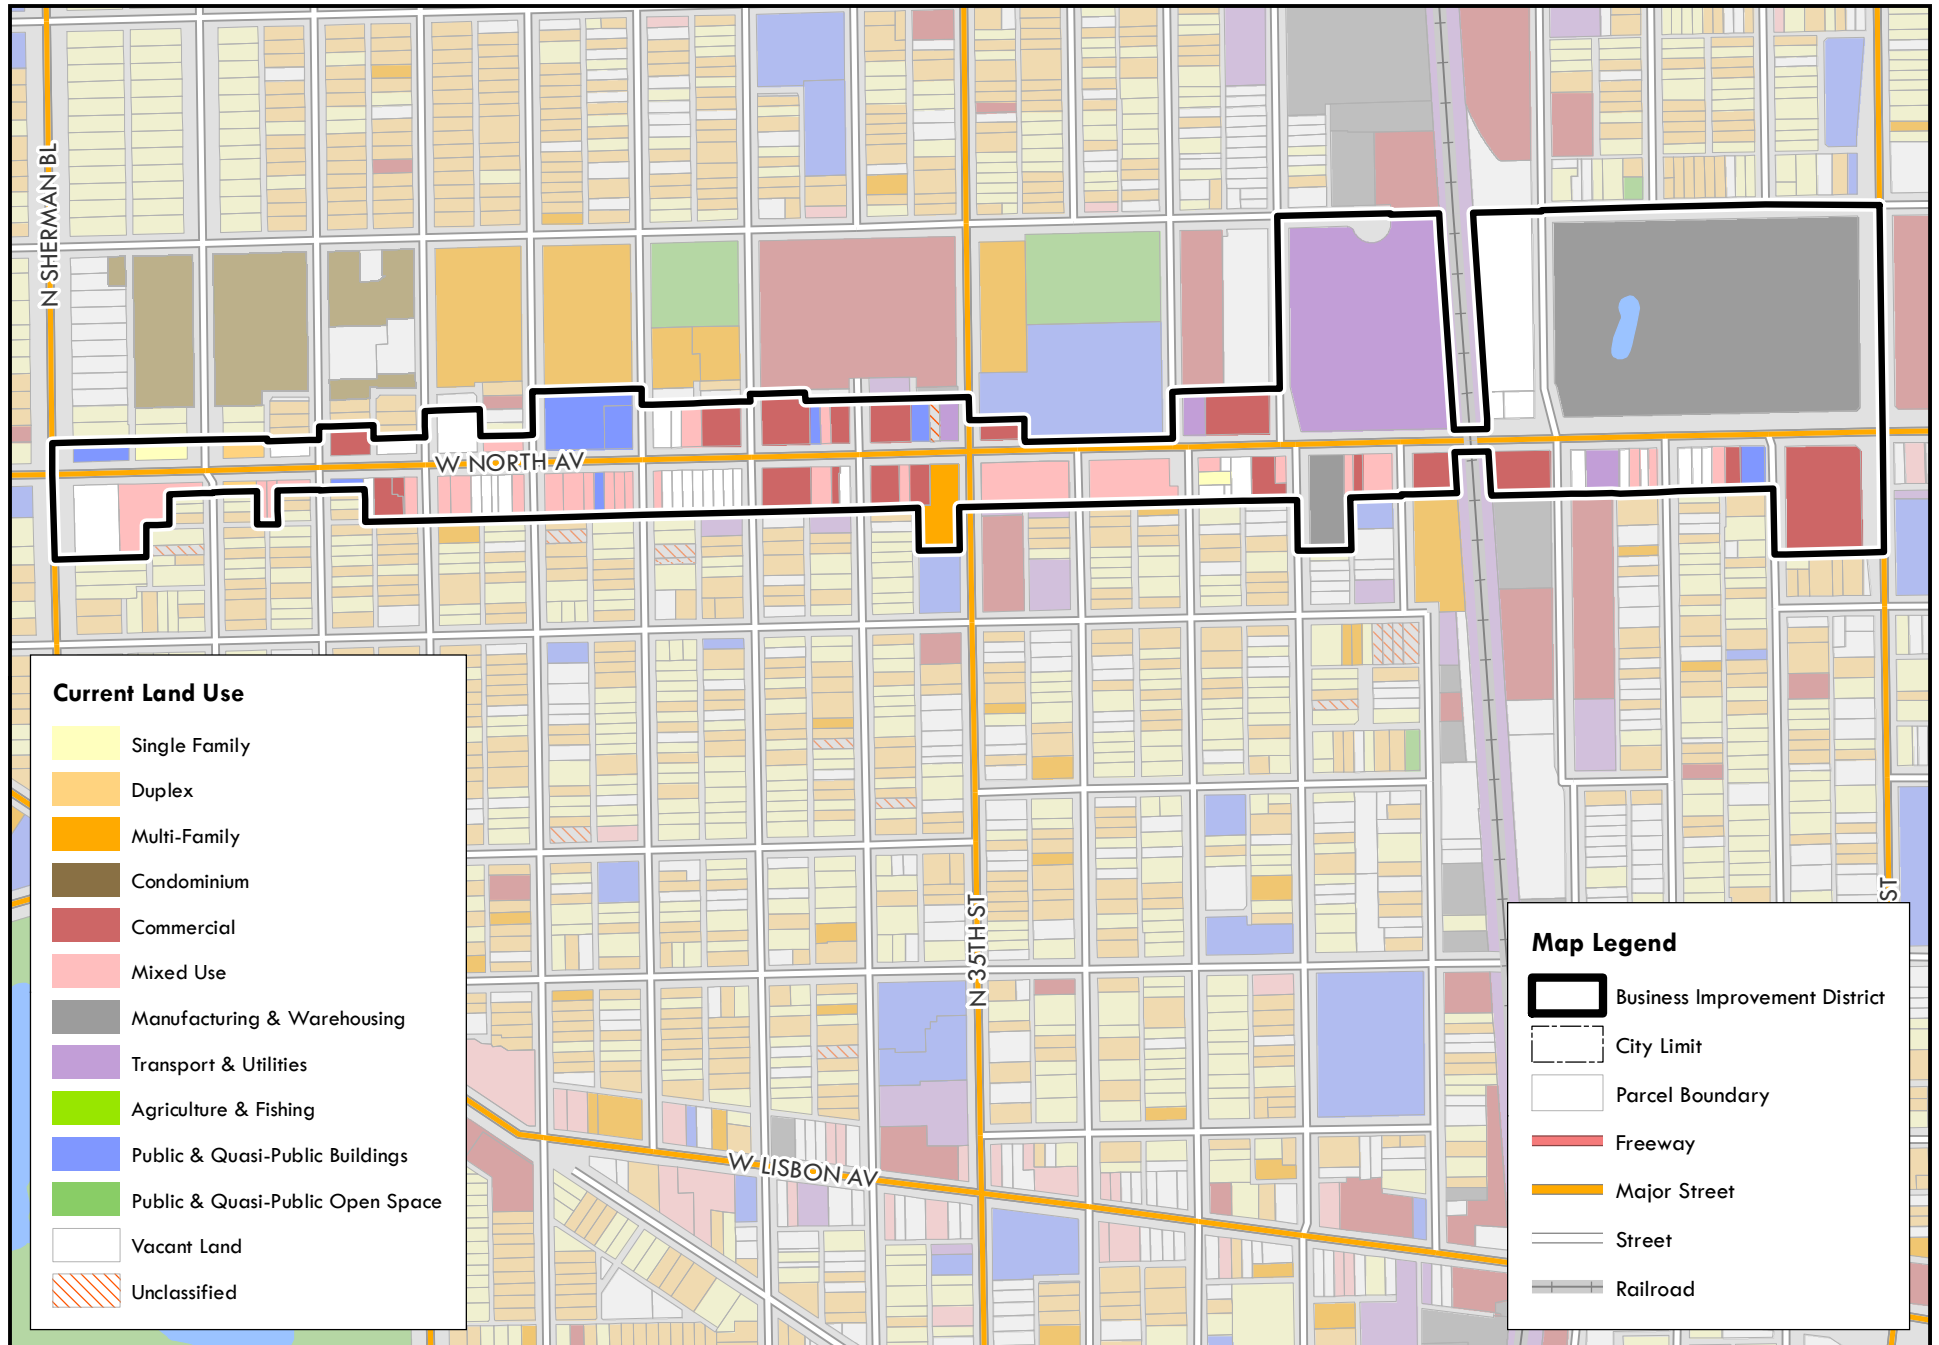 N SHERMAN BL
W NORTH AV
N 35TH ST
ST
W LISBON AV
Current Land Use
Single Family
Duplex
Multi-Family
Condominium
Commercial
Mixed Use
Manufacturing & Warehousing
Transport & Utilities
Agriculture & Fishing
Public & Quasi-Public Buildings
Public & Quasi-Public Open Space
Vacant Land
Unclassified
Map Legend
Business Improvement District
City Limit
Parcel Boundary
Freeway
Major Street
Street
Railroad